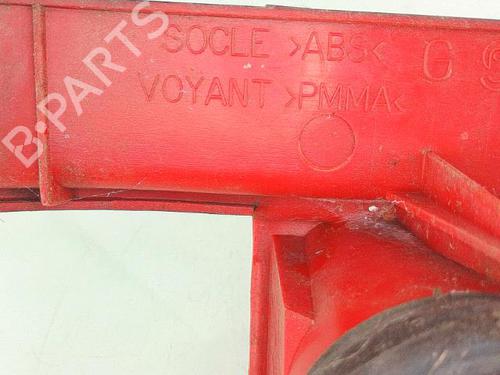 SOCLE >ABS< G
VOYANT >PMMA<
B-PARTS